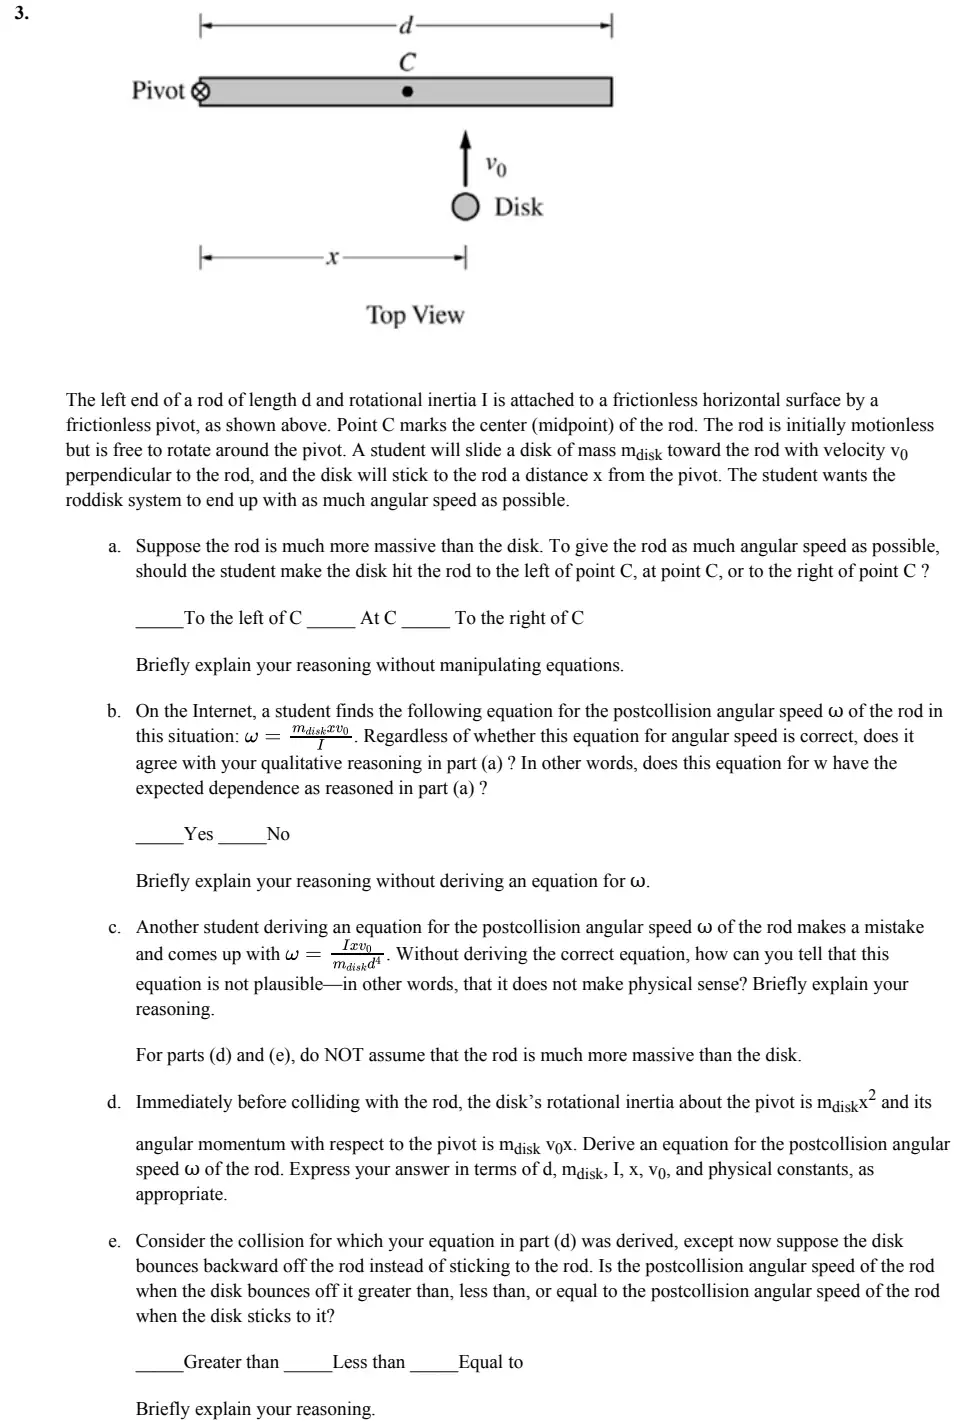 3.
d
C
Pivot
v0
Disk
x
Top View
The left end of a rod of length d and rotational inertia I is attached to a frictionless horizontal surface by a
frictionless pivot, as shown above. Point C marks the center (midpoint) of the rod. The rod is initially motionless
but is free to rotate around the pivot. A student will slide a disk of mass mdisk toward the rod with velocity v0
perpendicular to the rod, and the disk will stick to the rod a distance x from the pivot. The student wants the
roddisk system to end up with as much angular speed as possible.
a. Suppose the rod is much more massive than the disk. To give the rod as much angular speed as possible,
should the student make the disk hit the rod to the left of point C, at point C, or to the right of point C ?
_____To the left of C _____ At C _____ To the right of C
Briefly explain your reasoning without manipulating equations.
b. On the Internet, a student finds the following equation for the postcollision angular speed ω of the rod in
this situation: ω = mdisk x v0 / I . Regardless of whether this equation for angular speed is correct, does it
agree with your qualitative reasoning in part (a) ? In other words, does this equation for w have the
expected dependence as reasoned in part (a) ?
_____Yes _____No
Briefly explain your reasoning without deriving an equation for ω.
c. Another student deriving an equation for the postcollision angular speed ω of the rod makes a mistake
and comes up with ω = Ixv0 / mdisk d⁴ . Without deriving the correct equation, how can you tell that this
equation is not plausible—in other words, that it does not make physical sense? Briefly explain your
reasoning.
For parts (d) and (e), do NOT assume that the rod is much more massive than the disk.
d. Immediately before colliding with the rod, the disk’s rotational inertia about the pivot is mdiskx² and its
angular momentum with respect to the pivot is mdisk v0x. Derive an equation for the postcollision angular
speed ω of the rod. Express your answer in terms of d, mdisk, I, x, v0, and physical constants, as
appropriate.
e. Consider the collision for which your equation in part (d) was derived, except now suppose the disk
bounces backward off the rod instead of sticking to the rod. Is the postcollision angular speed of the rod
when the disk bounces off it greater than, less than, or equal to the postcollision angular speed of the rod
when the disk sticks to it?
_____Greater than _____Less than _____Equal to
Briefly explain your reasoning.